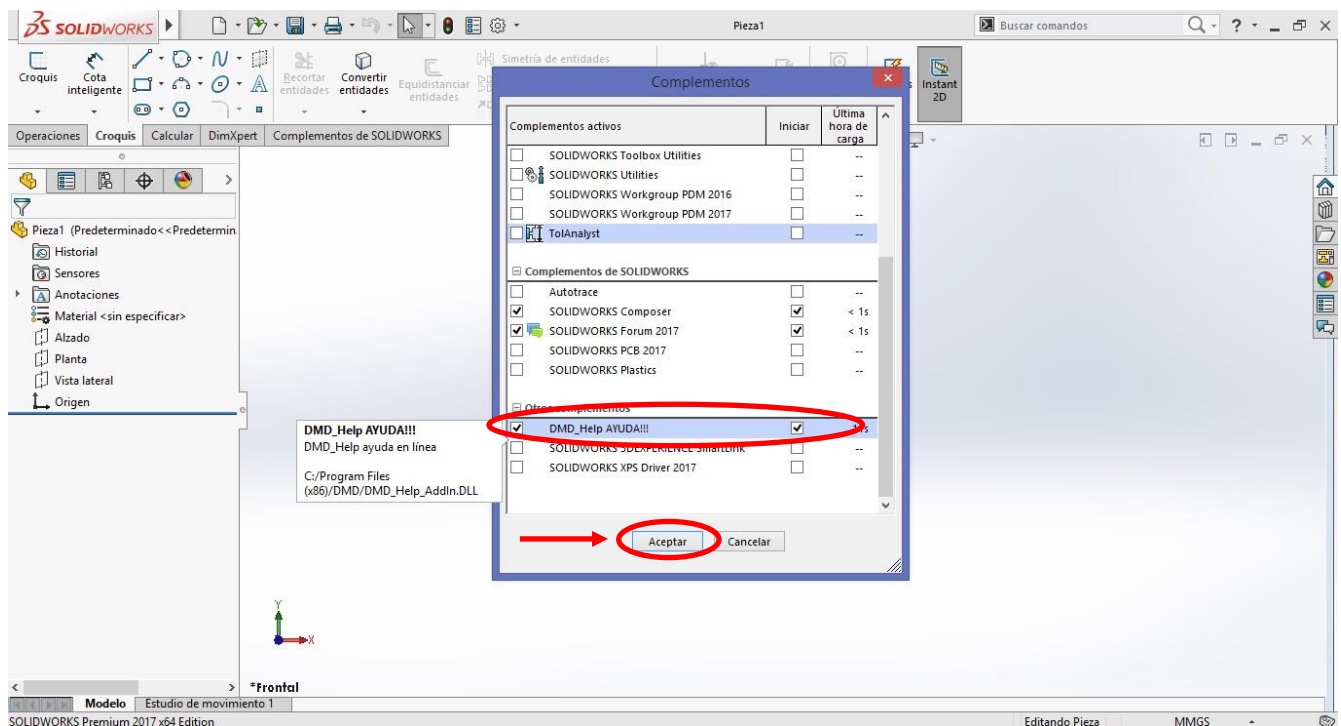 SOLIDWORKS
Pieza1
Buscar comandos
?
Croquis
Cota inteligente
Recortar entidades
Convertir entidades
Equidistanciar entidades
Simetría de entidades
Instant 2D
Operaciones
Croquis
Calcular
DimXpert
Complementos de SOLIDWORKS
Pieza1 (Predeterminado<<Predetermin
Historial
Sensores
Anotaciones
Material <sin especificar>
Alzado
Planta
Vista lateral
Origen
Complementos
Complementos activos
Iniciar
Última hora de carga
SOLIDWORKS Toolbox Utilities --
SOLIDWORKS Utilities --
SOLIDWORKS Workgroup PDM 2016 --
SOLIDWORKS Workgroup PDM 2017 --
TolAnalyst --
Complementos de SOLIDWORKS
Autotrace --
SOLIDWORKS Composer < 1s
SOLIDWORKS Forum 2017 < 1s
SOLIDWORKS PCB 2017 --
SOLIDWORKS Plastics --
Otros complementos
DMD_Help AYUDA!!!
SOLIDWORKS 3DEXPERIENCE SmartLink --
SOLIDWORKS XPS Driver 2017 --
Aceptar
Cancelar
DMD_Help AYUDA!!!
DMD_Help ayuda en línea
C:/Program Files
(x86)/DMD/DMD_Help_AddIn.DLL
Y
X
*Frontal
Modelo
Estudio de movimiento 1
SOLIDWORKS Premium 2017 x64 Edition
Editando Pieza
MMGS